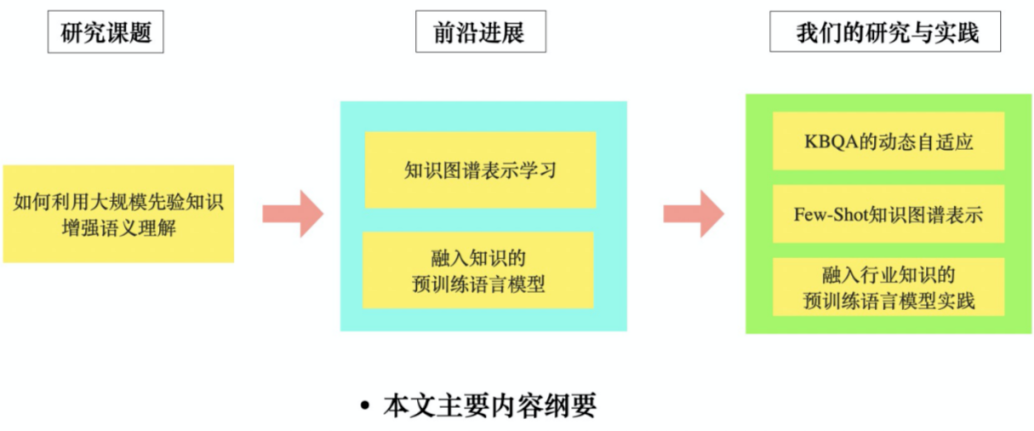 研究课题
前沿进展
我们的研究与实践
如何利用大规模先验知识
增强语义理解
知识图谱表示学习
融入知识的
预训练语言模型
KBQA的动态自适应
Few-Shot知识图谱表示
融入行业知识的
预训练语言模型实践
• 本文主要内容纲要